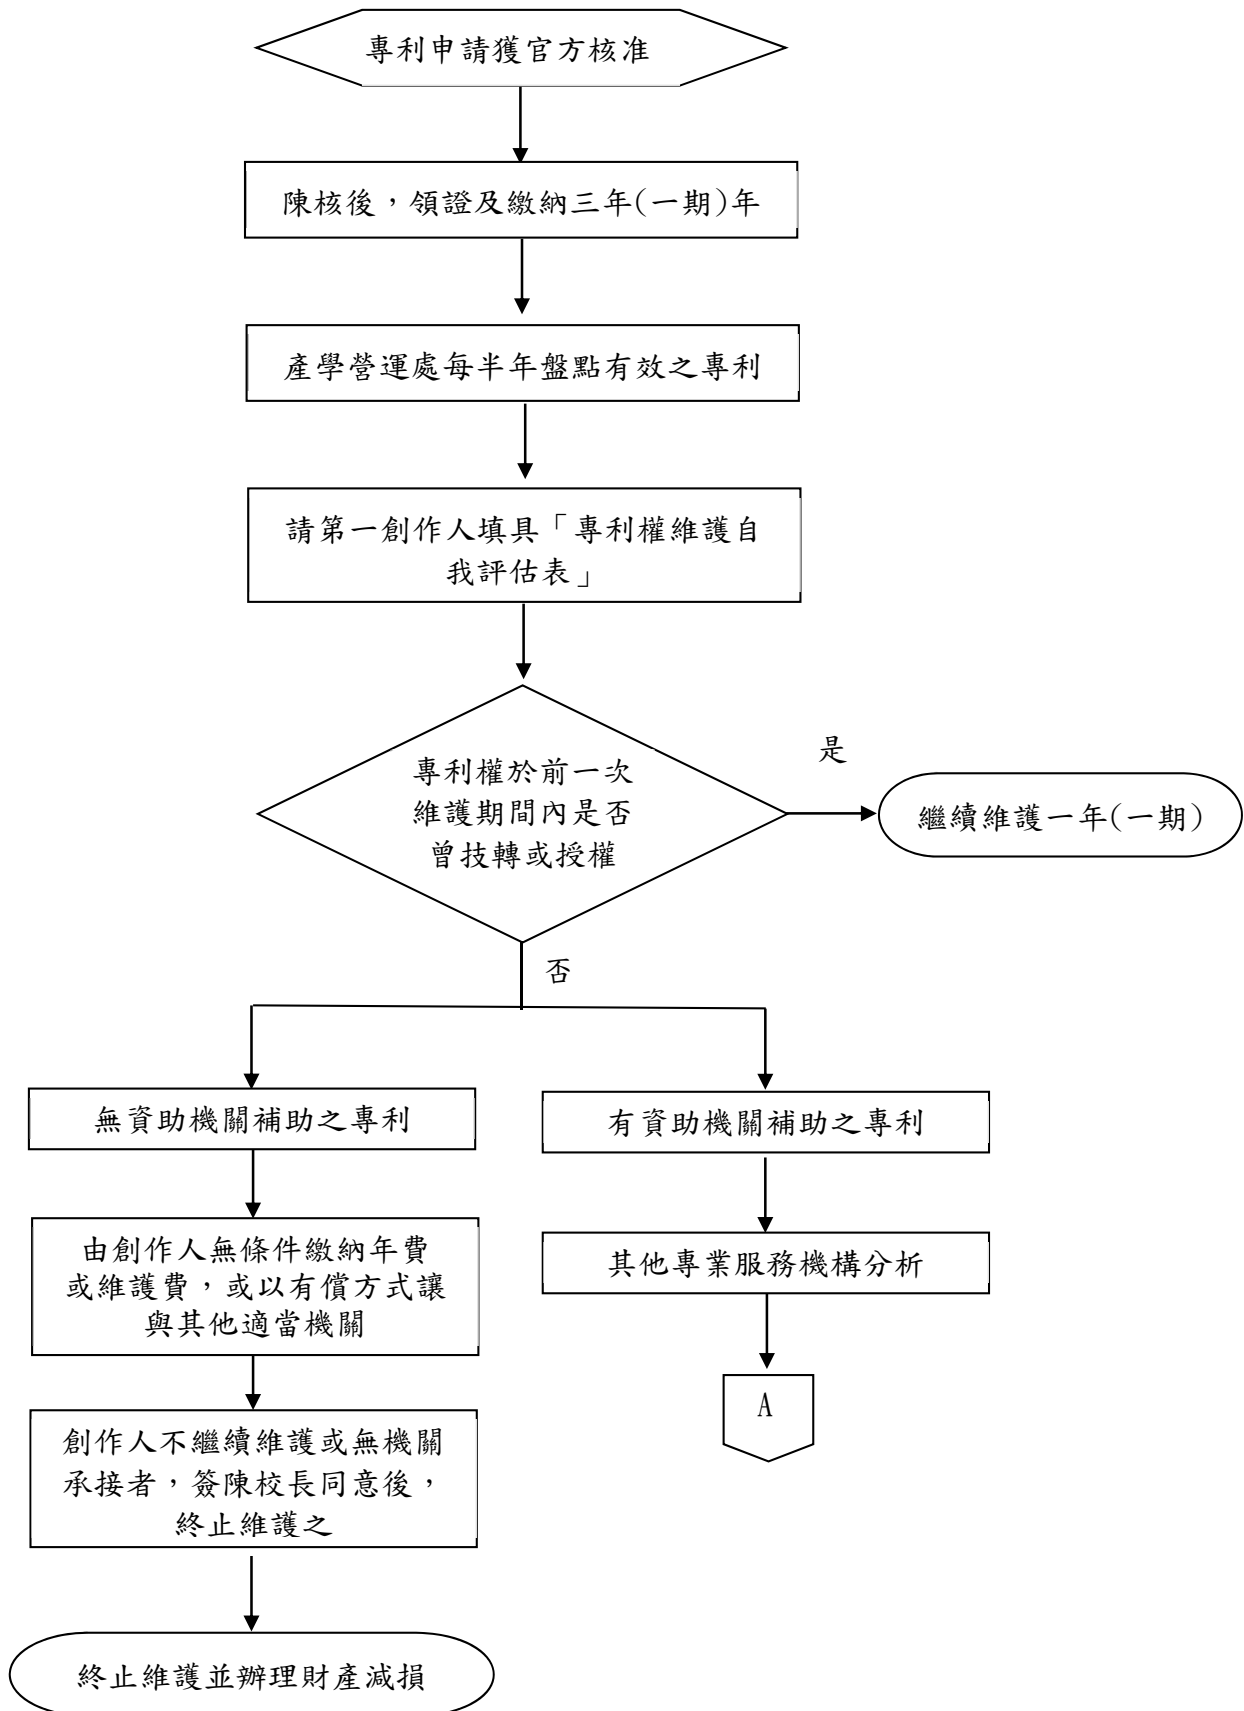 專利申請獲官方核准
陳核後，領證及繳納三年(一期)年
產學營運處每半年盤點有效之專利
請第一創作人填具「專利權維護自
我評估表」
專利權於前一次
維護期間內是否
曾技轉或授權
是
繼續維護一年(一期)
否
無資助機關補助之專利
有資助機關補助之專利
由創作人無條件繳納年費
或維護費，或以有償方式讓
與其他適當機關
其他專業服務機構分析
A
創作人不繼續維護或無機關
承接者，簽陳校長同意後，
終止維護之
終止維護並辦理財產減損